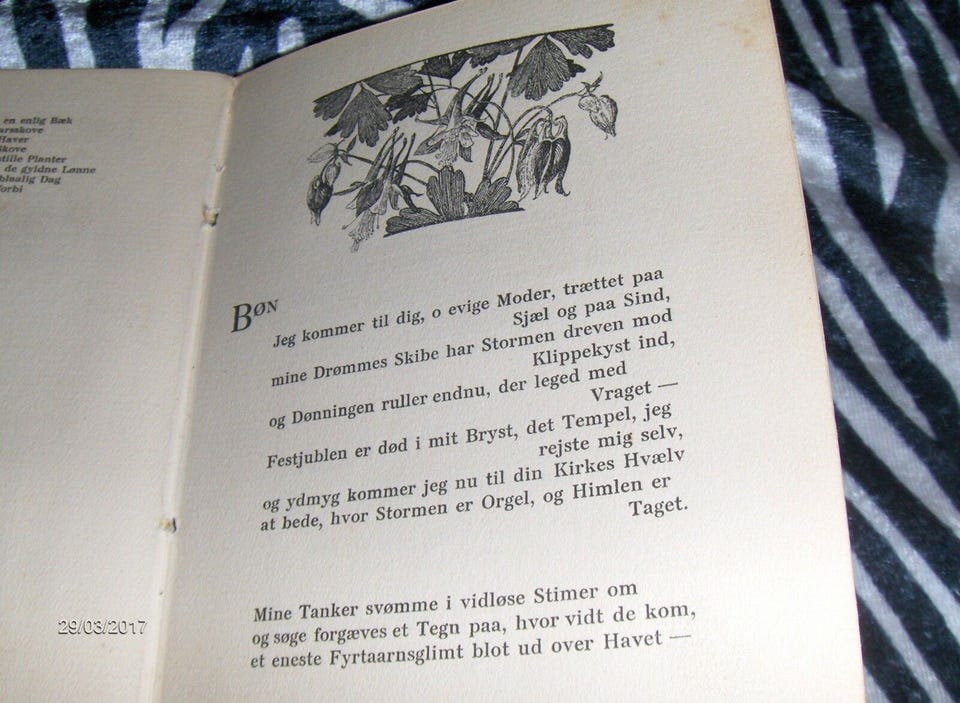 en enlig Bæk
Haver
Skove
stille Planter
de gyldne Lønne
blaalig Dag
forbi
BØN
Jeg kommer til dig, o evige Moder, trættet paa
Sjæl og paa Sind,
mine Drømmes Skibe har Stormen dreven mod
Klippekyst ind,
og Dønningen ruller endnu, der leged med
Vraget —
Festjublen er død i mit Bryst, det Tempel, jeg
rejste mig selv,
og ydmyg kommer jeg nu til din Kirkes Hvælv
at bede, hvor Stormen er Orgel, og Himlen er
Taget.
Mine Tanker svømme i vidløse Stimer om
og søge forgæves et Tegn paa, hvor vidt de kom,
et eneste Fyrtaarnsglimt blot ud over Havet —
29/03/2017